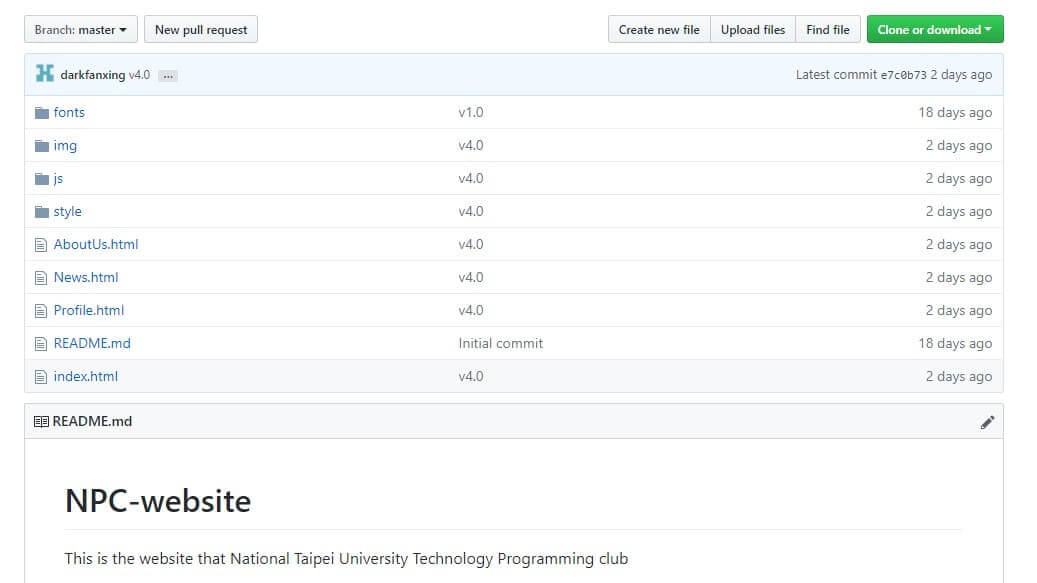 Branch: master New pull request Create new file Upload files Find file Clone or download
darkfanxing v4.0 ... Latest commit e7c0b73 2 days ago
fonts v1.0 18 days ago
img v4.0 2 days ago
js v4.0 2 days ago
style v4.0 2 days ago
AboutUs.html v4.0 2 days ago
News.html v4.0 2 days ago
Profile.html v4.0 2 days ago
README.md Initial commit 18 days ago
index.html v4.0 2 days ago
README.md
NPC-website
This is the website that National Taipei University Technology Programming club